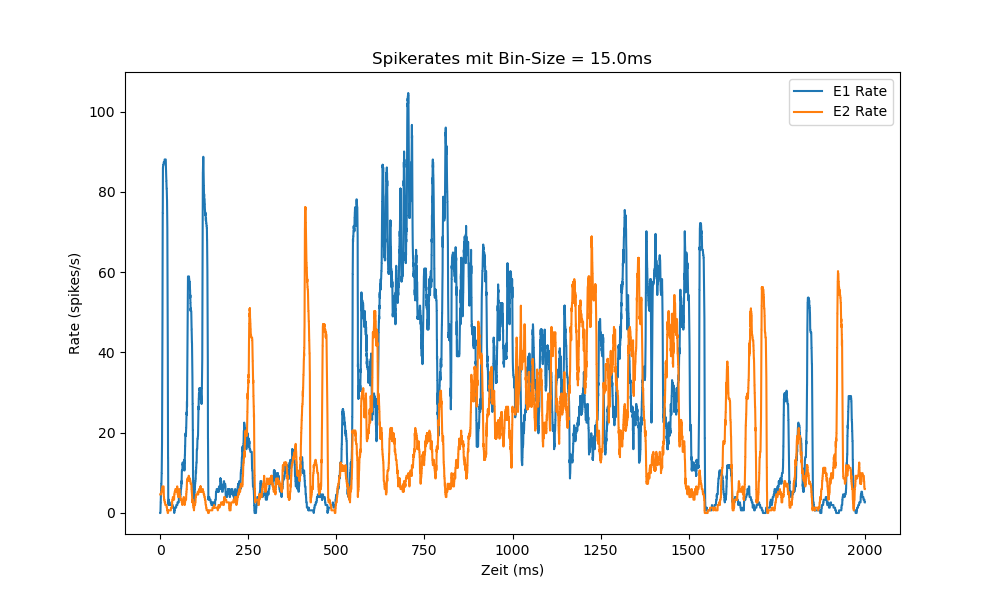 Spikerates mit Bin-Size = 15.0ms
E1 Rate
E2 Rate
100
80
60
40
20
0
Rate (spikes/s)
0 250 500 750 1000 1250 1500 1750 2000
Zeit (ms)